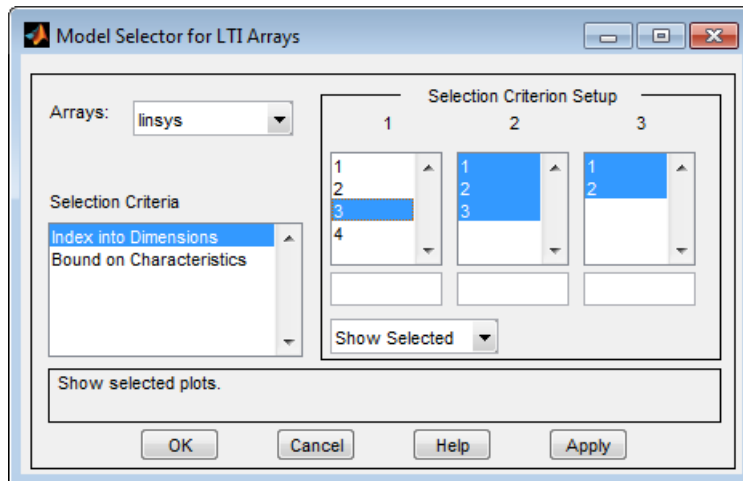 Model Selector for LTI Arrays
Arrays:
linsys
Selection Criteria
Index into Dimensions
Bound on Characteristics
Selection Criterion Setup
1 2 3
1
2
3
4
1
2
3
1
2
Show Selected
Show selected plots.
OK Cancel Help Apply